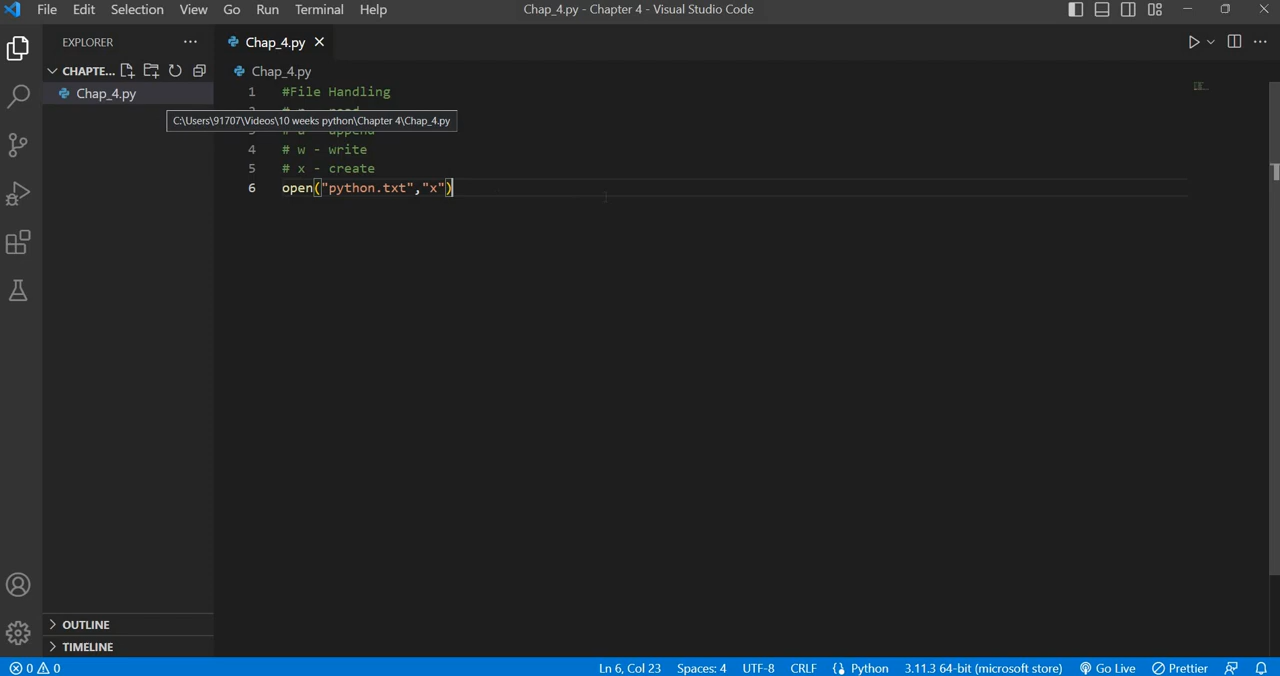 File Edit Selection View Go Run Terminal Help
Chap_4.py - Chapter 4 - Visual Studio Code
EXPLORER
Chap_4.py
CHAPTE...
Chap_4.py
Chap_4.py
1 #File Handling
C:\Users\91707\Videos\10 weeks python\Chapter 4\Chap_4.py
4 # w - write
5 # x - create
6 open("python.txt","x")
OUTLINE
TIMELINE
0 0
Ln 6, Col 23 Spaces: 4 UTF-8 CRLF Python 3.11.3 64-bit (microsoft store) Go Live Prettier